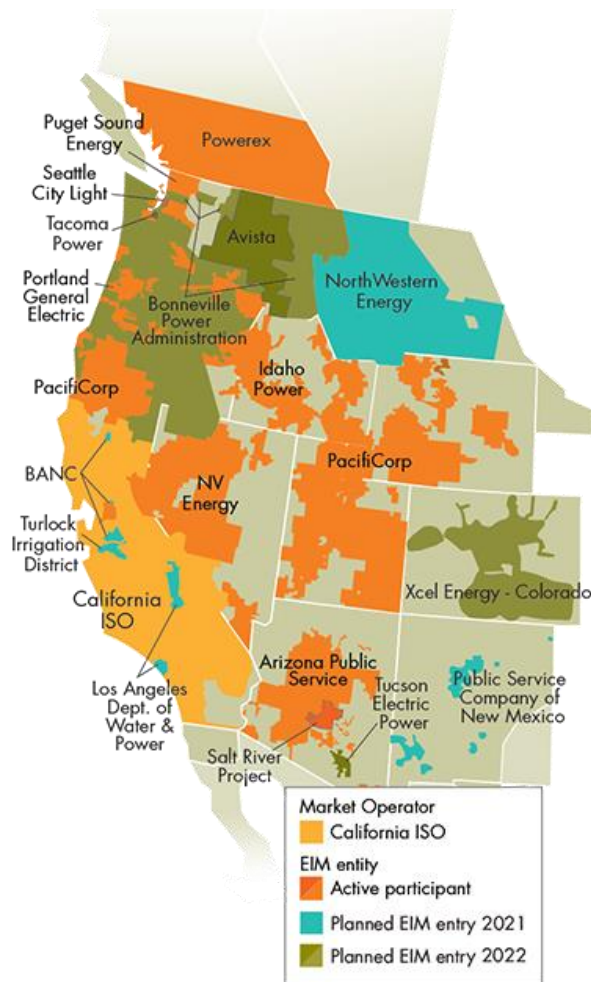 Puget Sound
Energy
Powerex
Seattle
City Light
Tacoma
Power
Avista
NorthWestern
Energy
Portland
General
Electric
Bonneville
Power
Administration
PacifiCorp
Idaho
Power
PacifiCorp
BANC
NV
Energy
Turlock
Irrigation
District
California
ISO
Xcel Energy - Colorado
Los Angeles
Dept. of
Water &
Power
Arizona Public
Service
Tucson
Electric
Power
Public Service
Company of
New Mexico
Salt River
Project
Market Operator
California ISO
EIM entity
Active participant
Planned EIM entry 2021
Planned EIM entry 2022